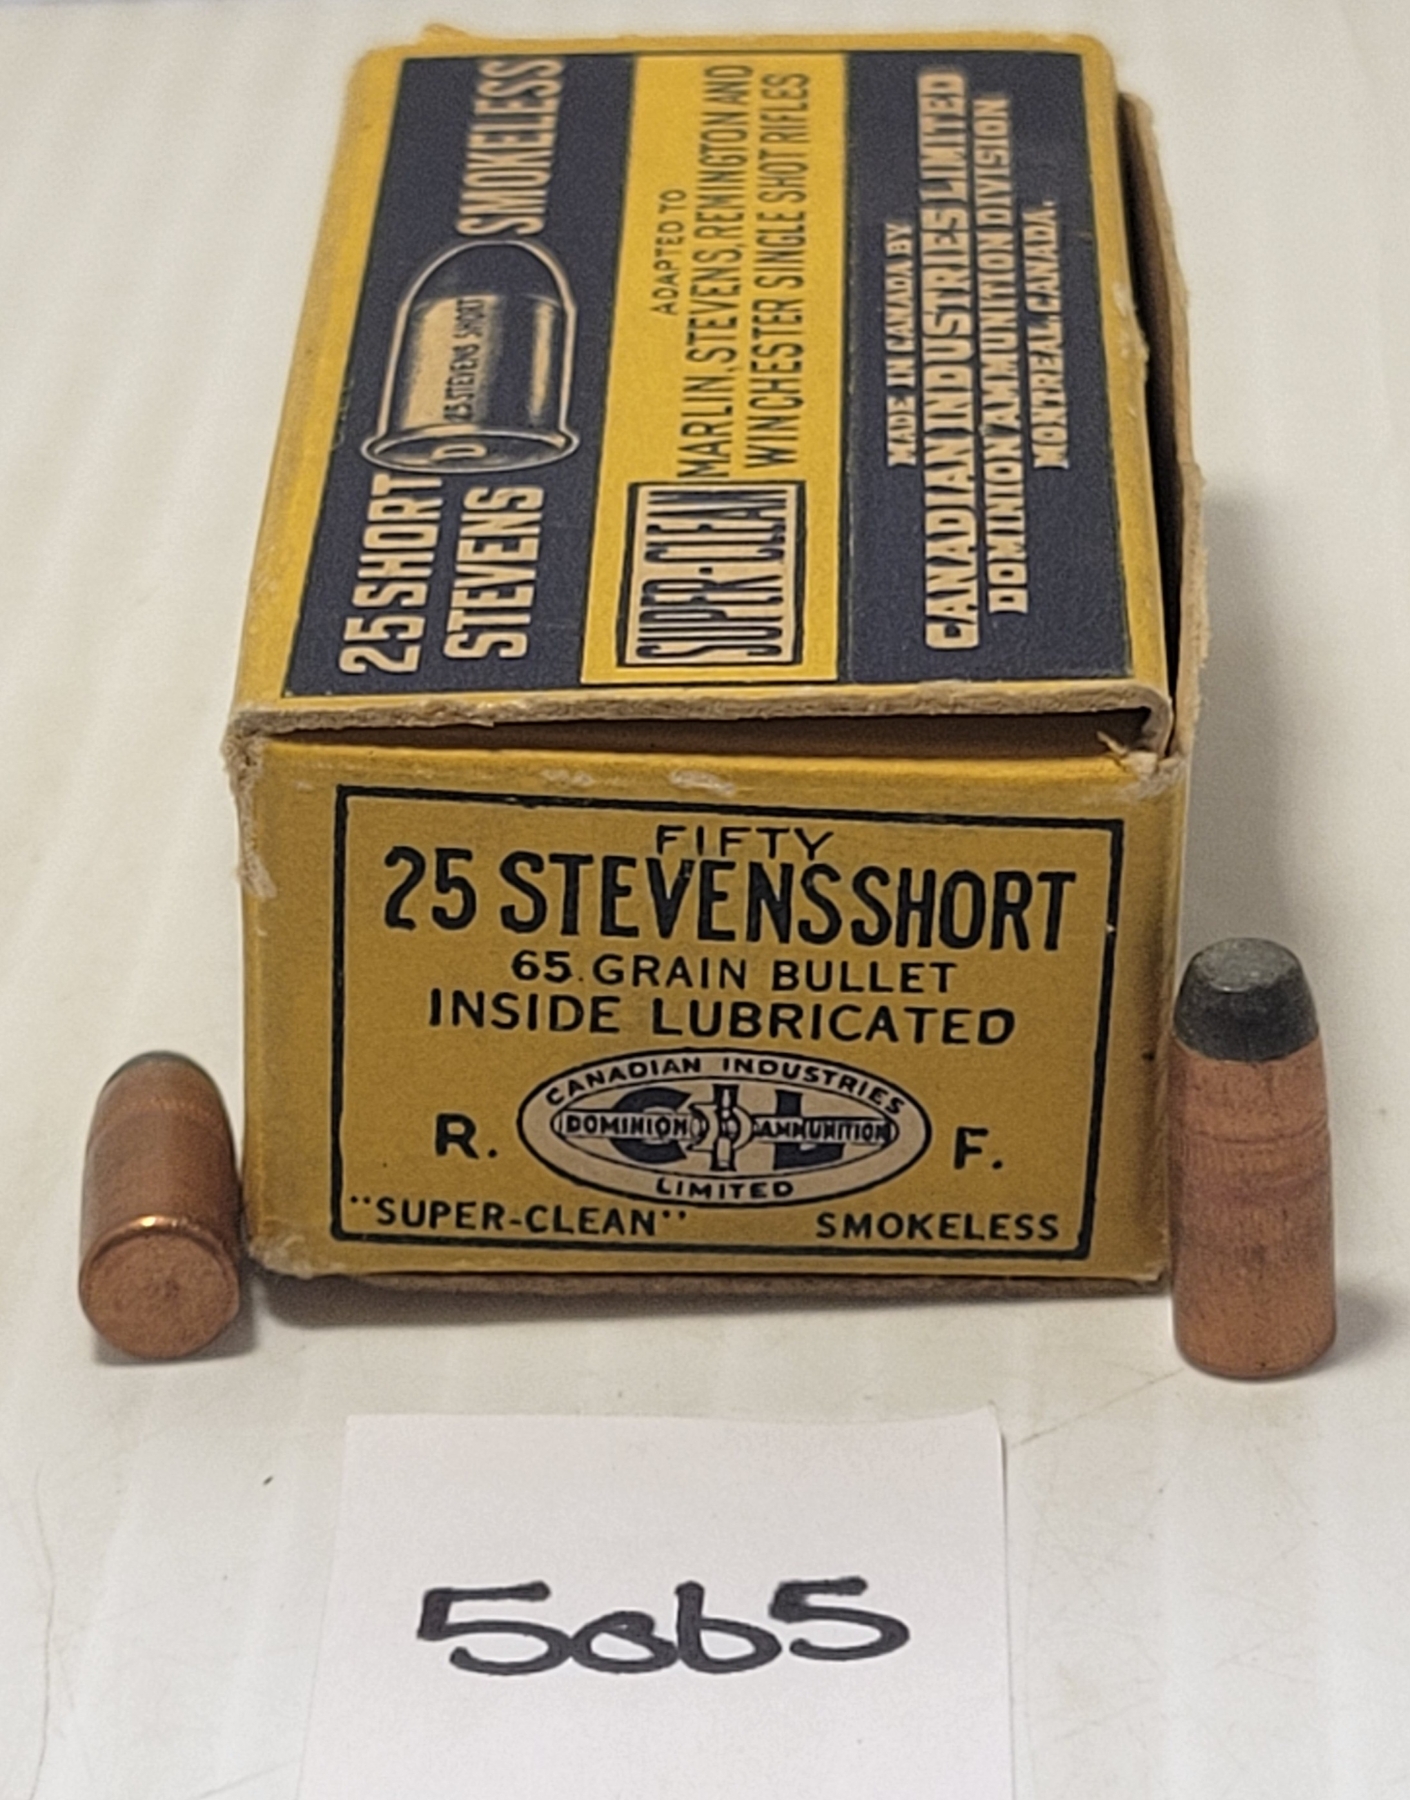 25 SHORT
STEVENS
SMOKELESS
D
25 STEVENS SHORT
SUPER-CLEAN
ADAPTED TO
MARLIN, STEVENS, REMINGTON AND
WINCHESTER SINGLE SHOT RIFLES
MADE IN CANADA BY
CANADIAN INDUSTRIES LIMITED
DOMINION AMMUNITION DIVISION
MONTREAL, CANADA.
FIFTY
25 STEVENS SHORT
65 GRAIN BULLET
INSIDE LUBRICATED
R. F.
CANADIAN INDUSTRIES
CIL
DOMINION AMMUNITION
LIMITED
"SUPER-CLEAN" SMOKELESS
5ab5